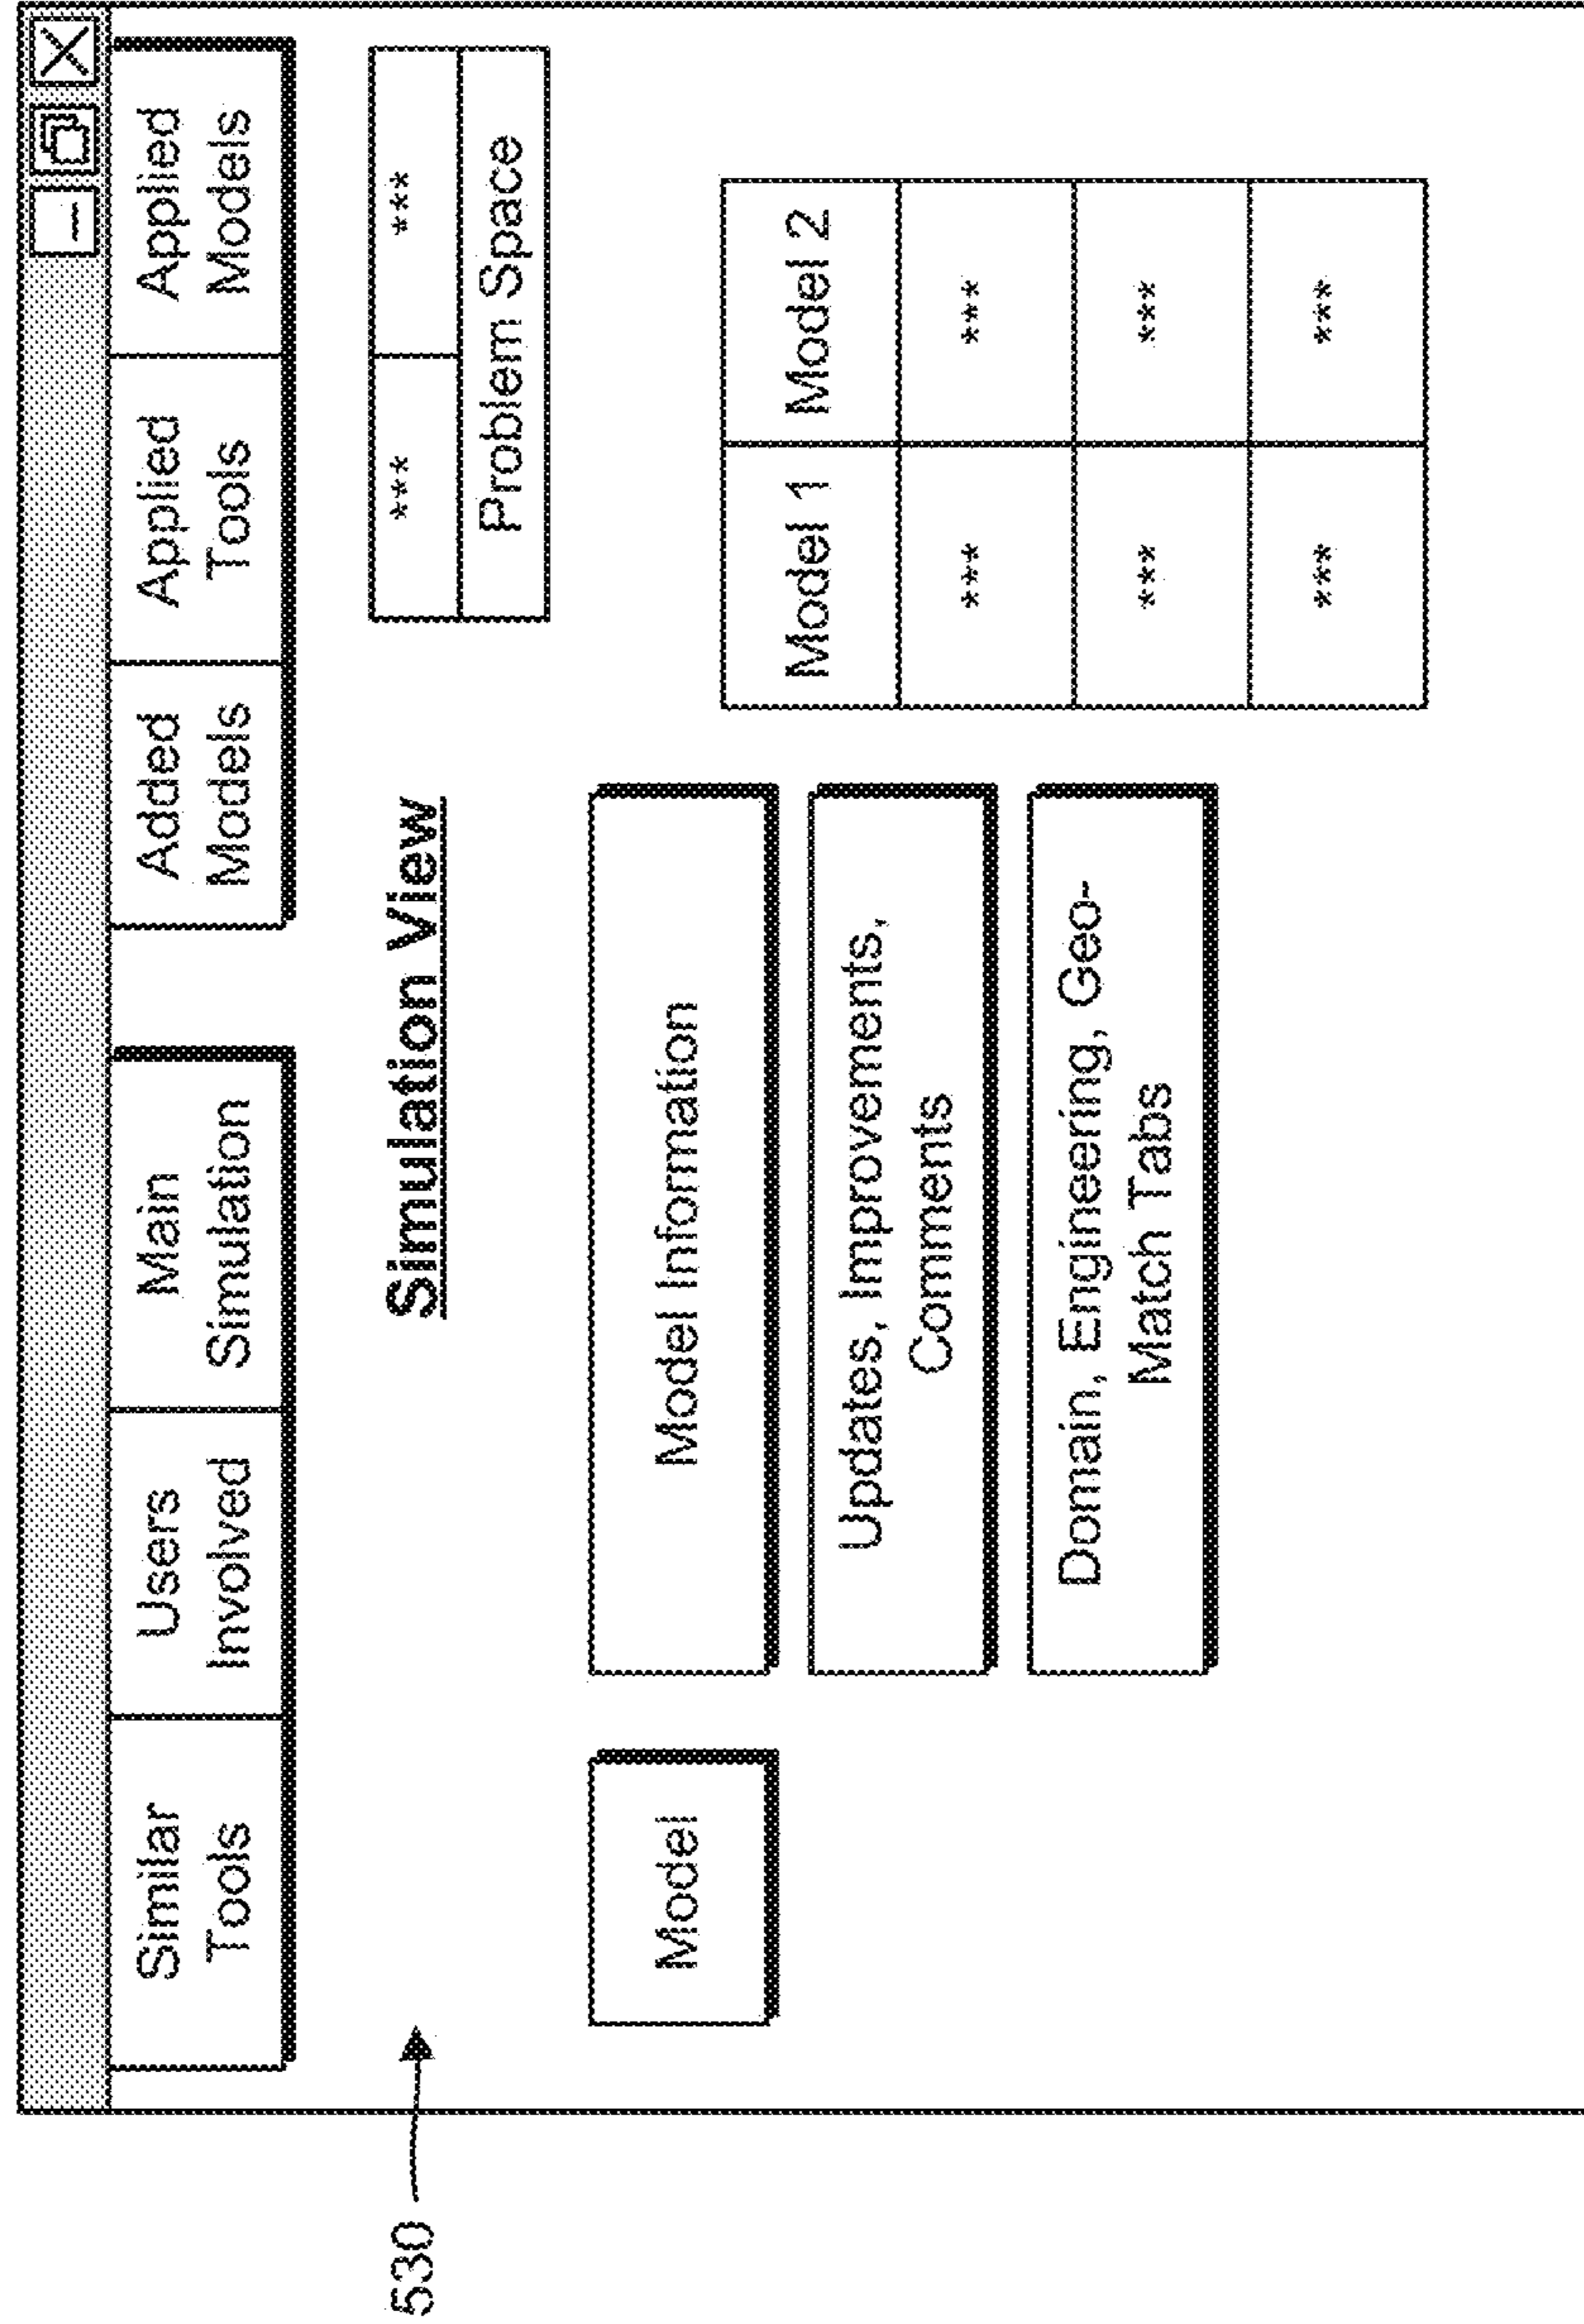 Similar
Tools
Users
Involved
Main
Simulation
Added
Models
Applied
Tools
Applied
Models
530
Simulation View
*** ***
Problem Space
Model
Model Information
Updates, Improvements,
Comments
Domain, Engineering, Geo-
Match Tabs
Model 1 Model 2
*** ***
*** ***
*** ***